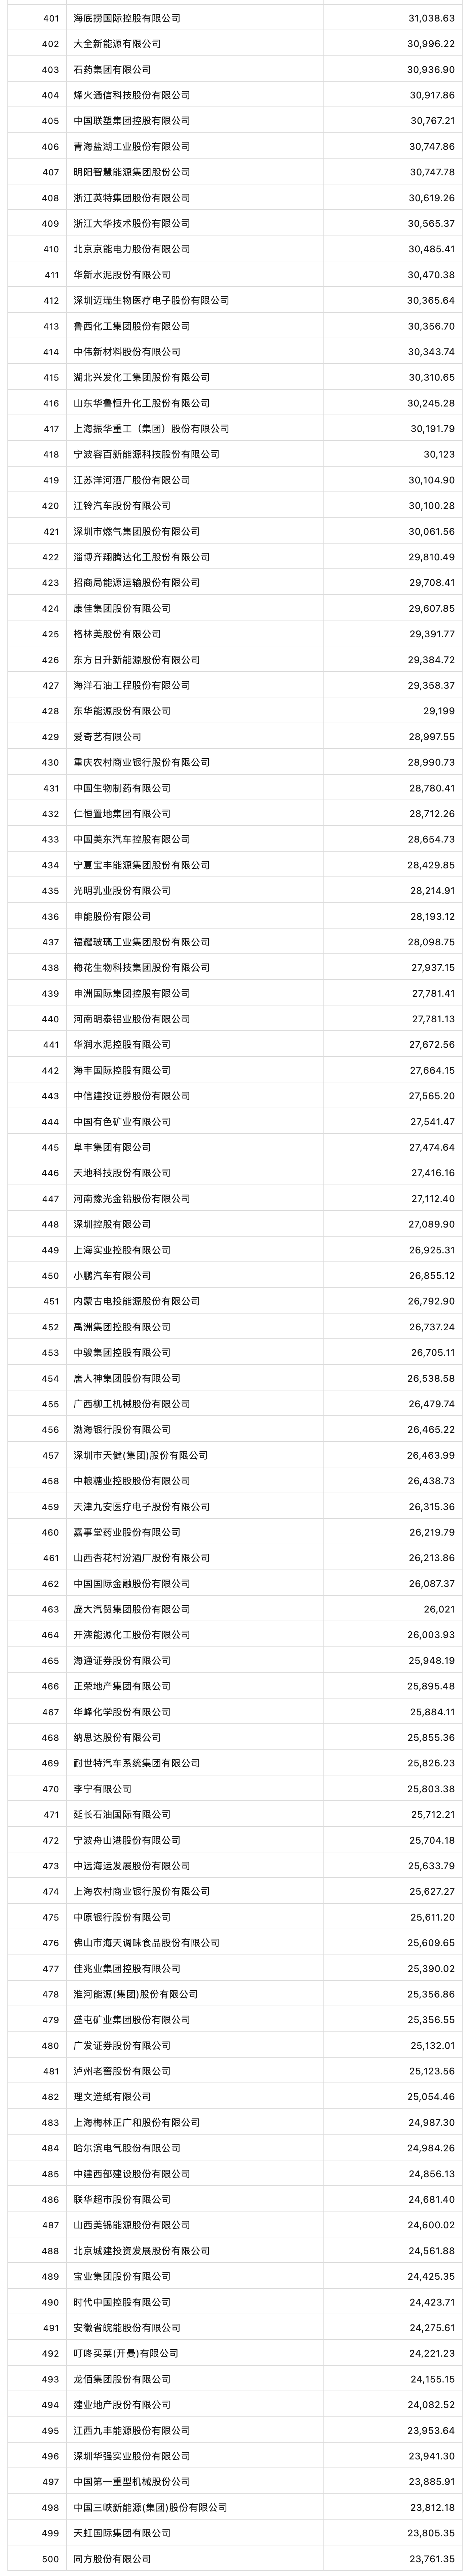 401 海底捞国际控股有限公司 31,038.63
402 大全新能源有限公司 30,996.22
403 石药集团有限公司 30,936.90
404 烽火通信科技股份有限公司 30,917.86
405 中国联塑集团控股有限公司 30,767.21
406 青海盐湖工业股份有限公司 30,747.86
407 明阳智慧能源集团股份公司 30,747.78
408 浙江英特集团股份有限公司 30,619.26
409 浙江大华技术股份有限公司 30,565.37
410 北京京能电力股份有限公司 30,485.41
411 华新水泥股份有限公司 30,470.38
412 深圳迈瑞生物医疗电子股份有限公司 30,365.64
413 鲁西化工集团股份有限公司 30,356.70
414 中伟新材料股份有限公司 30,343.74
415 湖北兴发化工集团股份有限公司 30,310.65
416 山东华鲁恒升化工股份有限公司 30,245.28
417 上海振华重工（集团）股份有限公司 30,191.79
418 宁波容百新能源科技股份有限公司 30,123
419 江苏洋河酒厂股份有限公司 30,104.90
420 江铃汽车股份有限公司 30,100.28
421 深圳市燃气集团股份有限公司 30,061.56
422 淄博齐翔腾达化工股份有限公司 29,810.49
423 招商局能源运输股份有限公司 29,708.41
424 康佳集团股份有限公司 29,607.85
425 格林美股份有限公司 29,391.77
426 东方日升新能源股份有限公司 29,384.72
427 海洋石油工程股份有限公司 29,358.37
428 东华能源股份有限公司 29,199
429 爱奇艺有限公司 28,997.55
430 重庆农村商业银行股份有限公司 28,990.73
431 中国生物制药有限公司 28,780.41
432 仁恒置地集团有限公司 28,712.26
433 中国美东汽车控股有限公司 28,654.73
434 宁夏宝丰能源集团股份有限公司 28,429.85
435 光明乳业股份有限公司 28,214.91
436 申能股份有限公司 28,193.12
437 福耀玻璃工业集团股份有限公司 28,098.75
438 梅花生物科技集团股份有限公司 27,937.15
439 申洲国际集团控股有限公司 27,781.41
440 河南明泰铝业股份有限公司 27,781.13
441 华润水泥控股有限公司 27,672.56
442 海丰国际控股有限公司 27,664.15
443 中信建投证券股份有限公司 27,565.20
444 中国有色矿业有限公司 27,541.47
445 阜丰集团有限公司 27,474.64
446 天地科技股份有限公司 27,416.16
447 河南豫光金铅股份有限公司 27,112.40
448 深圳控股有限公司 27,089.90
449 上海实业控股有限公司 26,925.31
450 小鹏汽车有限公司 26,855.12
451 内蒙古电投能源股份有限公司 26,792.90
452 禹洲集团控股有限公司 26,737.24
453 中骏集团控股有限公司 26,705.11
454 唐人神集团股份有限公司 26,538.58
455 广西柳工机械股份有限公司 26,479.74
456 渤海银行股份有限公司 26,465.22
457 深圳市天健(集团)股份有限公司 26,463.99
458 中粮糖业控股股份有限公司 26,438.73
459 天津九安医疗电子股份有限公司 26,315.36
460 嘉事堂药业股份有限公司 26,219.79
461 山西杏花村汾酒厂股份有限公司 26,213.86
462 中国国际金融股份有限公司 26,087.37
463 庞大汽贸集团股份有限公司 26,021
464 开滦能源化工股份有限公司 26,003.93
465 海通证券股份有限公司 25,948.19
466 正荣地产集团有限公司 25,895.48
467 华峰化学股份有限公司 25,884.11
468 纳思达股份有限公司 25,855.36
469 耐世特汽车系统集团有限公司 25,826.23
470 李宁有限公司 25,803.38
471 延长石油国际有限公司 25,712.21
472 宁波舟山港股份有限公司 25,704.18
473 中远海运发展股份有限公司 25,633.79
474 上海农村商业银行股份有限公司 25,627.27
475 中原银行股份有限公司 25,611.20
476 佛山市海天调味食品股份有限公司 25,609.65
477 佳兆业集团控股有限公司 25,390.02
478 淮河能源(集团)股份有限公司 25,356.86
479 盛屯矿业集团股份有限公司 25,356.55
480 广发证券股份有限公司 25,132.01
481 泸州老窖股份有限公司 25,123.56
482 理文造纸有限公司 25,054.46
483 上海梅林正广和股份有限公司 24,987.30
484 哈尔滨电气股份有限公司 24,984.26
485 中建西部建设股份有限公司 24,856.13
486 联华超市股份有限公司 24,681.40
487 山西美锦能源股份有限公司 24,600.02
488 北京城建投资发展股份有限公司 24,561.88
489 宝业集团股份有限公司 24,425.35
490 时代中国控股有限公司 24,423.71
491 安徽省皖能股份有限公司 24,275.61
492 叮咚买菜(开曼)有限公司 24,221.23
493 龙佰集团股份有限公司 24,155.15
494 建业地产股份有限公司 24,082.52
495 江西九丰能源股份有限公司 23,953.64
496 深圳华强实业股份有限公司 23,941.30
497 中国第一重型机械股份公司 23,885.91
498 中国三峡新能源(集团)股份有限公司 23,812.18
499 天虹国际集团有限公司 23,805.35
500 同方股份有限公司 23,761.35